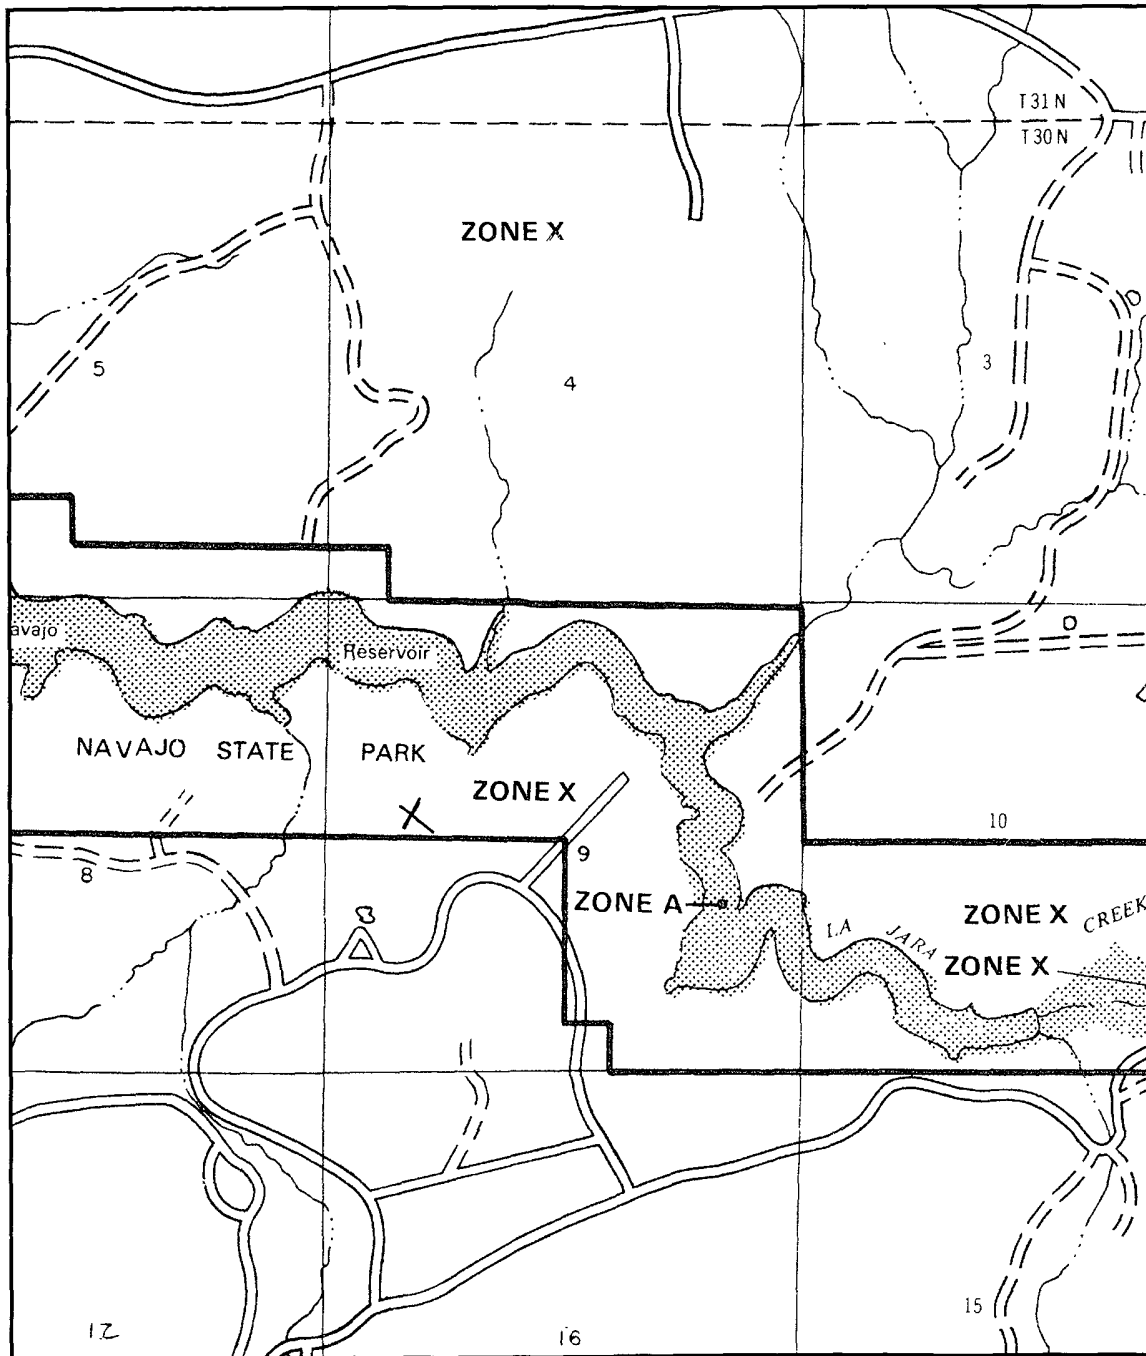 T31N
T30N
ZONE X
5
4
3
avajo
Reservoir
NAVAJO STATE PARK
ZONE X
10
8
9
ZONE A
LA JARA CREEK
ZONE X
ZONE X
15
16